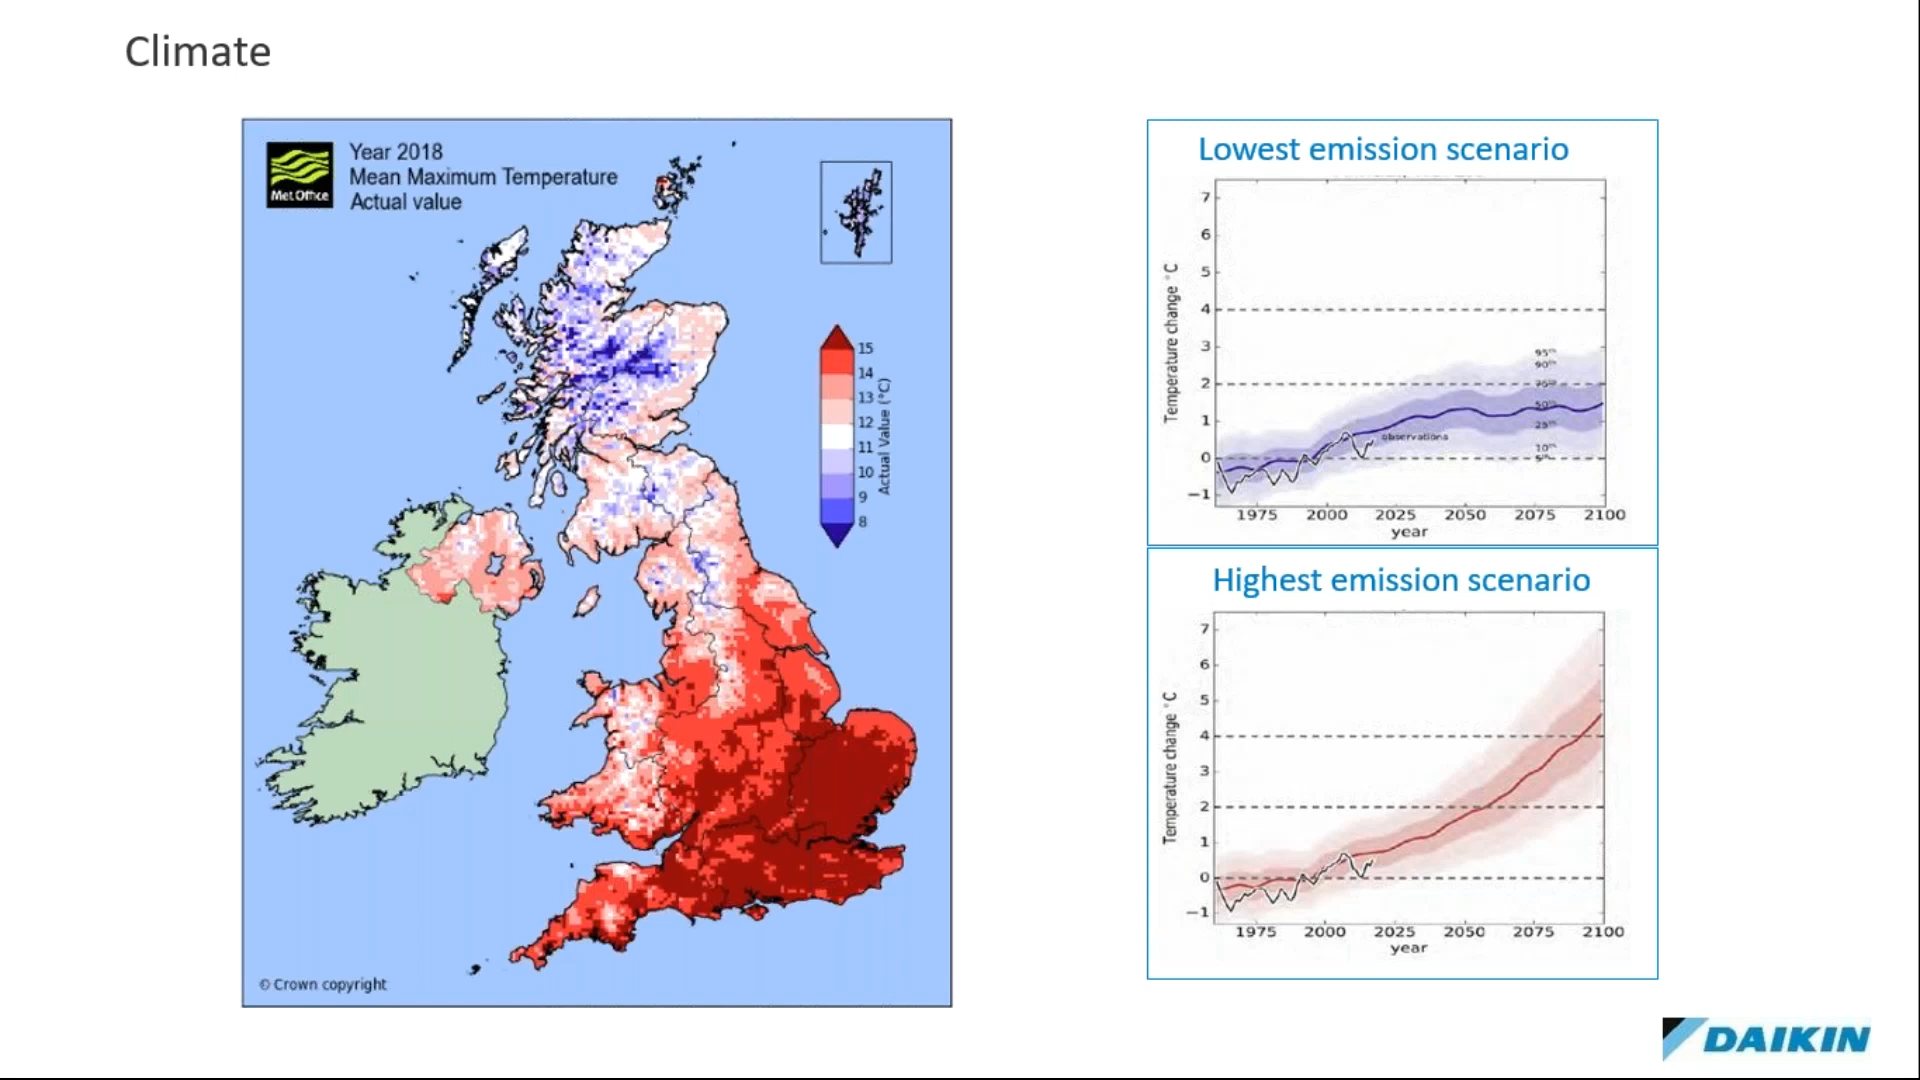 Climate
Met Office
Year 2018
Mean Maximum Temperature
Actual value
15
14
13
12
11
10
9
8
Actual Value (°C)
© Crown copyright
Lowest emission scenario
7
6
5
4
3
2
1
0
−1
Temperature change °C
95th
90th
75th
50th
25th
10th
5th
observations
1975 2000 2025 2050 2075 2100
year
Highest emission scenario
7
6
5
4
3
2
1
0
−1
Temperature change °C
1975 2000 2025 2050 2075 2100
year
DAIKIN